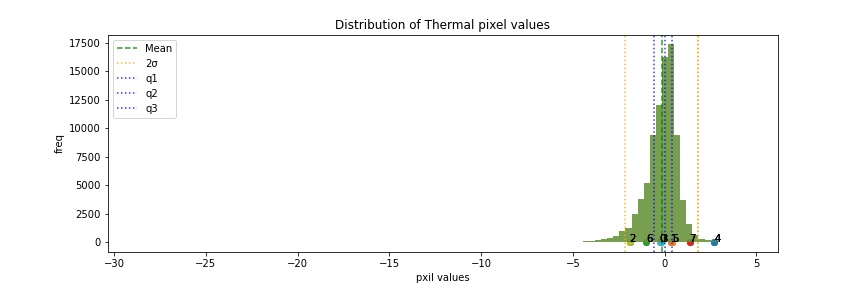 Distribution of Thermal pixel values
17500
15000
12500
10000
7500
5000
2500
0
freq
Mean
2σ
q1
q2
q3
2 6 0 5 7 4
−30 −25 −20 −15 −10 −5 0 5
pxil values